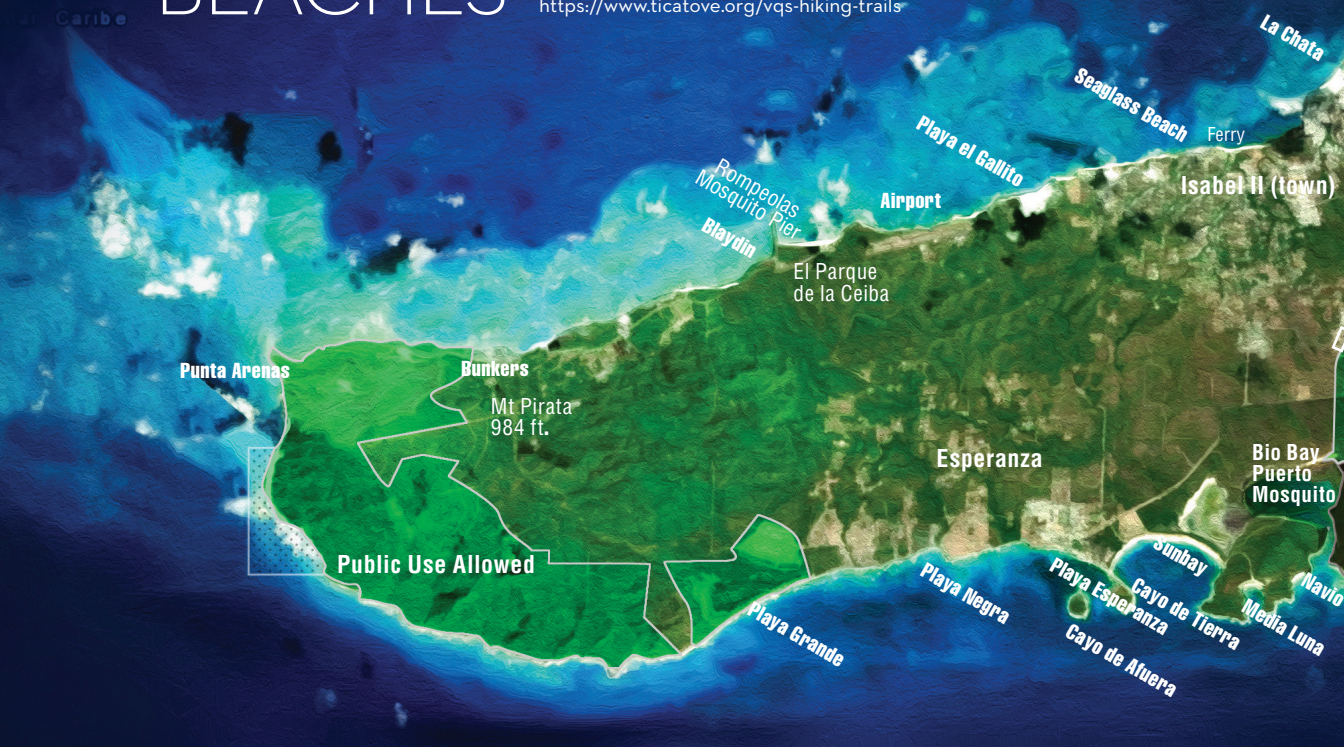 BEACHES
https://www.ticatove.org/vqs-hiking-trails
Caribe
La Chata
Seaglass Beach
Ferry
Playa el Gallito
Isabel II (town)
Rompeolas
Mosquito Pier
Airport
Blaydin
El Parque
de la Ceiba
Punta Arenas
Bunkers
Mt Pirata
984 ft.
Esperanza
Bio Bay
Puerto
Mosquito
Public Use Allowed
Sunbay
Playa Negra
Playa Esperanza
Cayo de Tierra
Navio
Media Luna
Playa Grande
Cayo de Afuera